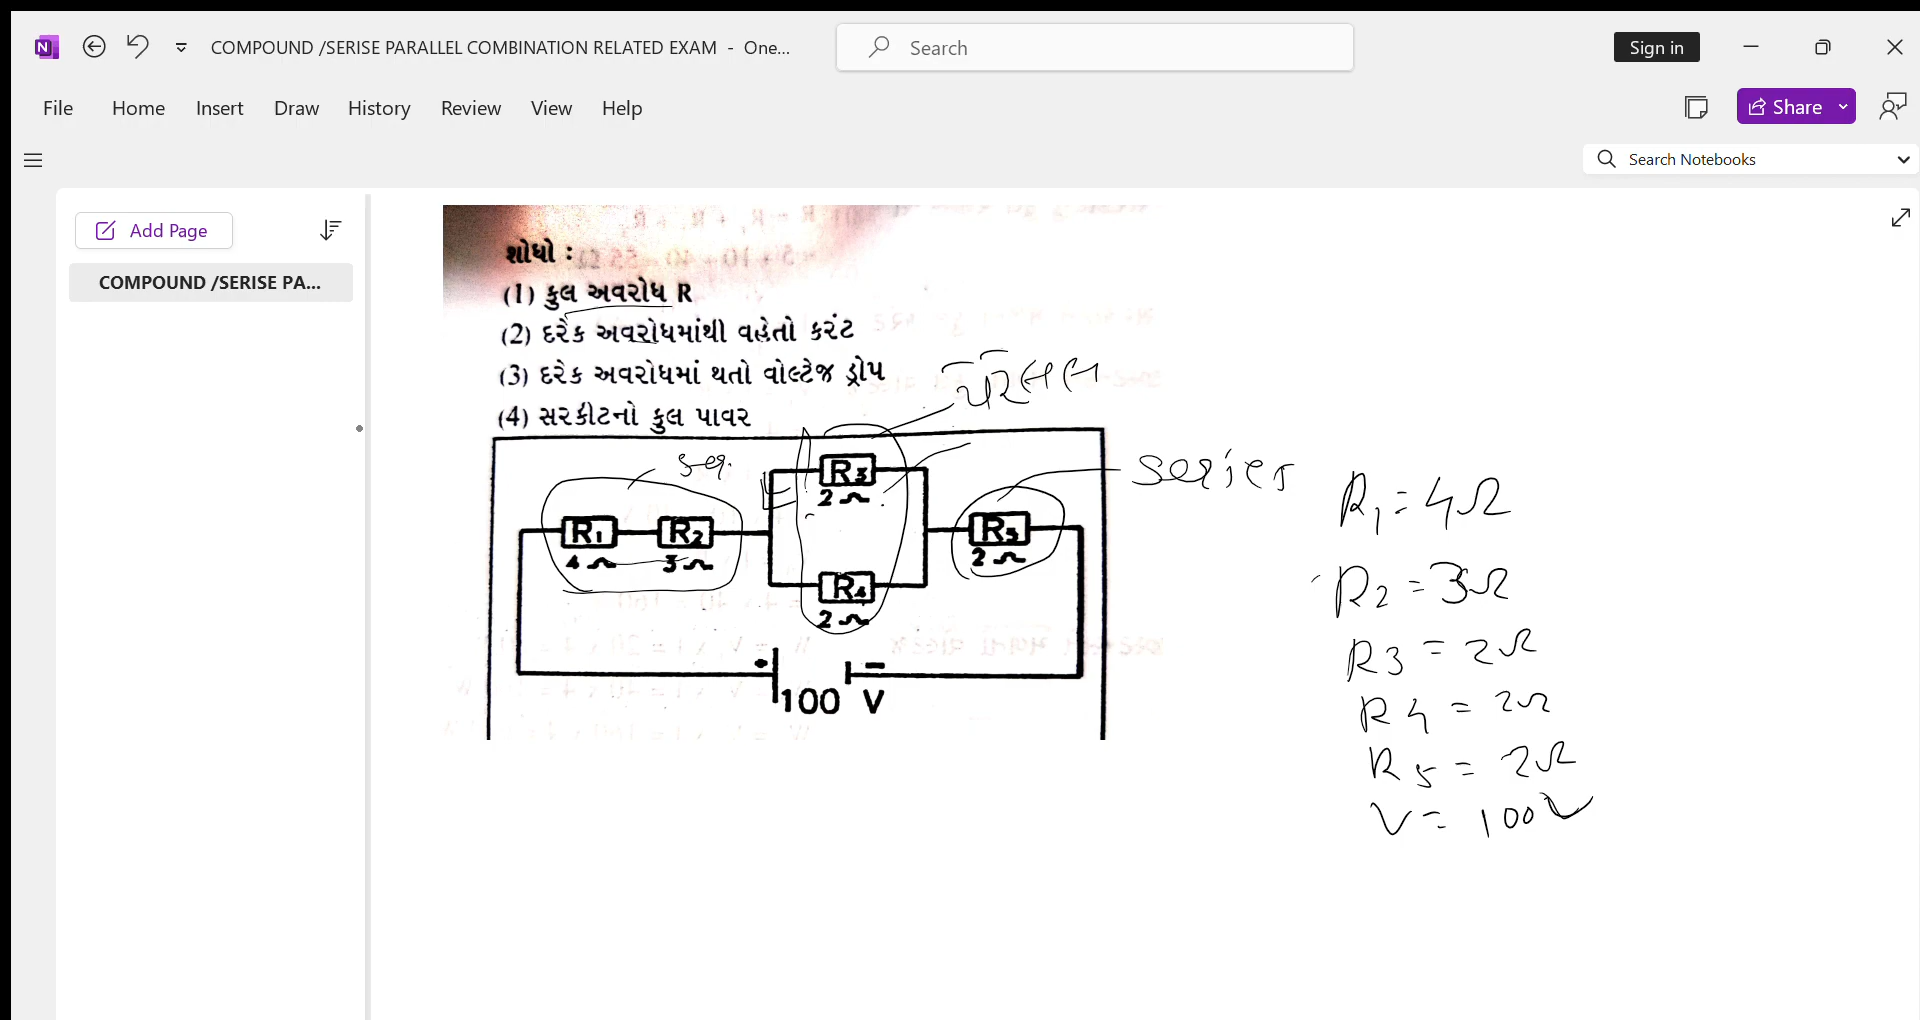 COMPOUND /SERISE PARALLEL COMBINATION RELATED EXAM - One...
Search
Sign in
File Home Insert Draw History Review View Help
Share
Search Notebooks
Add Page
COMPOUND /SERISE PA...
શોધો :
(1) કુલ અવરોધ R
(2) દરેક અવરોધમાંથી વહેતો કરંટ
(3) દરેક અવરોધમાં થતો વોલ્ટેજ ડ્રોપ
(4) સરકીટનો કુલ પાવર
R3
2 Ω
series
R1 R2 R5
4 Ω 3 Ω 2 Ω
R4
2 Ω
+ −
100 V
R1 = 4Ω
R2 = 3Ω
R3 = 2Ω
R4 = 2Ω
R5 = 2Ω
V = 100V